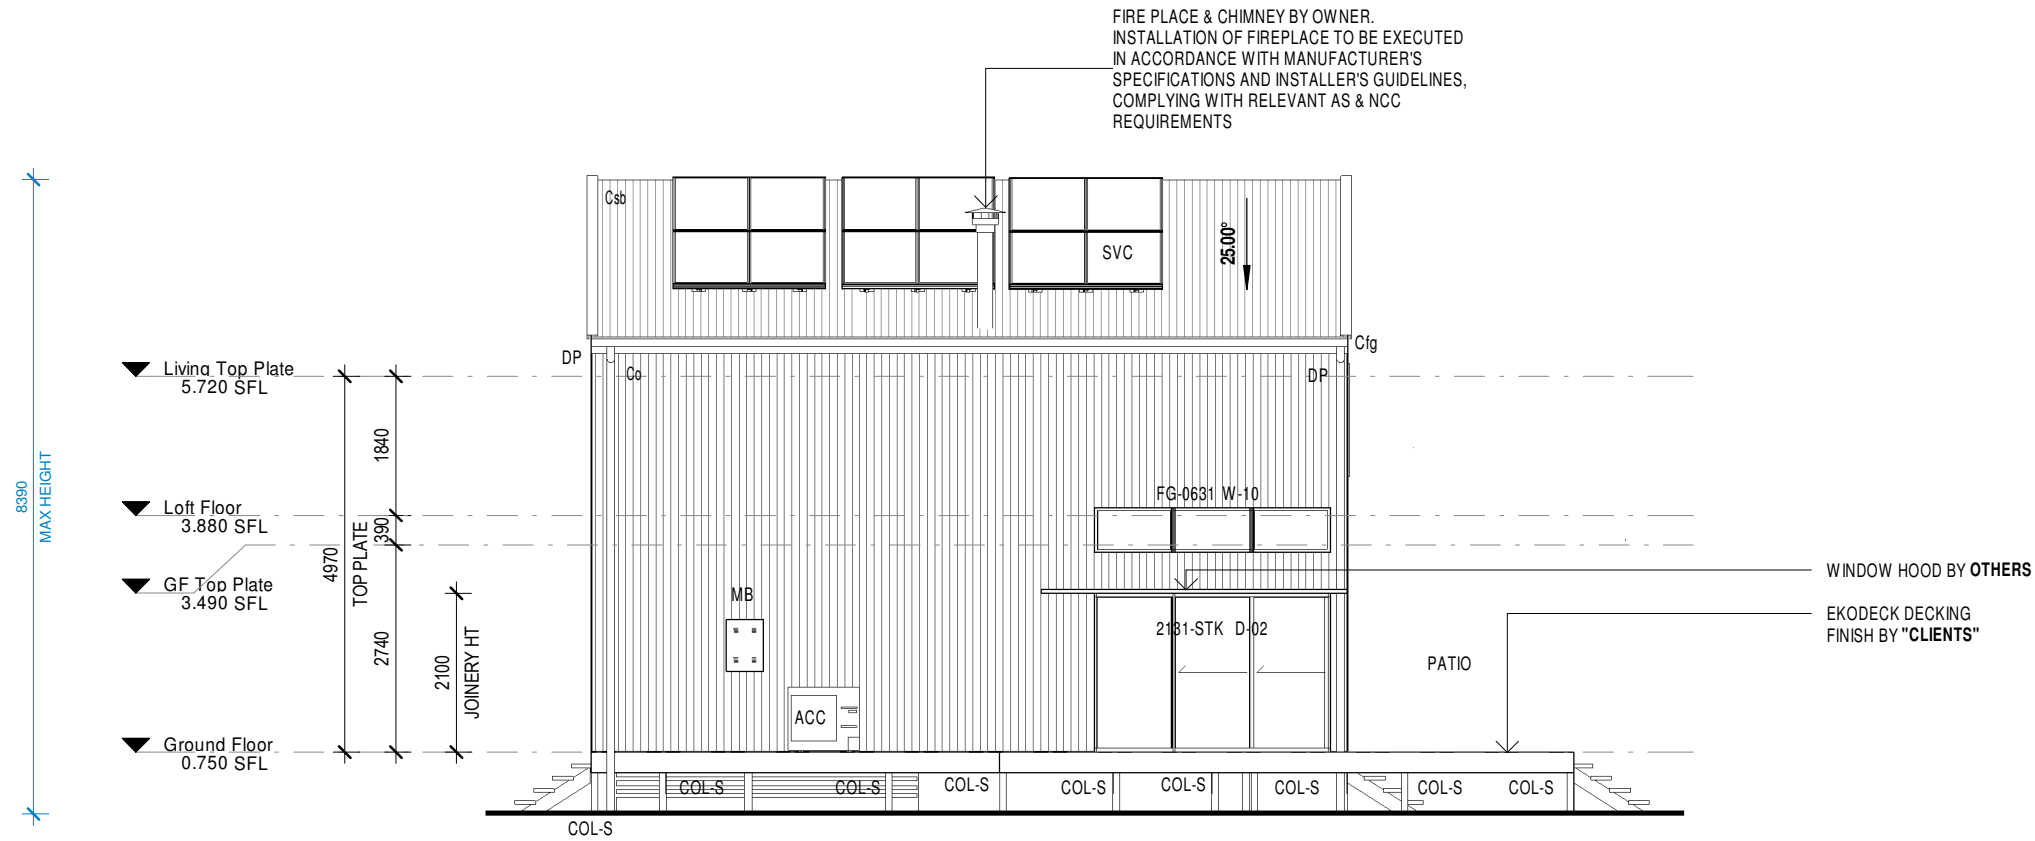 FIRE PLACE & CHIMNEY BY OWNER.
INSTALLATION OF FIREPLACE TO BE EXECUTED
IN ACCORDANCE WITH MANUFACTURER'S
SPECIFICATIONS AND INSTALLER'S GUIDELINES,
COMPLYING WITH RELEVANT AS & NCC
REQUIREMENTS
Csb
SVC
25.00°
DP
Cfg
Living Top Plate
5.720 SFL
Co
DP
1840
8390
MAX HEIGHT
FG-0631 W-10
Loft Floor
3.880 SFL
390
4970
TOP PLATE
GF Top Plate
3.490 SFL
WINDOW HOOD BY OTHERS
MB
EKODECK DECKING
FINISH BY "CLIENTS"
2131-STK D-02
2740
2100
JOINERY HT
PATIO
ACC
Ground Floor
0.750 SFL
COL-S
COL-S
COL-S
COL-S
COL-S
COL-S
COL-S
COL-S
COL-S